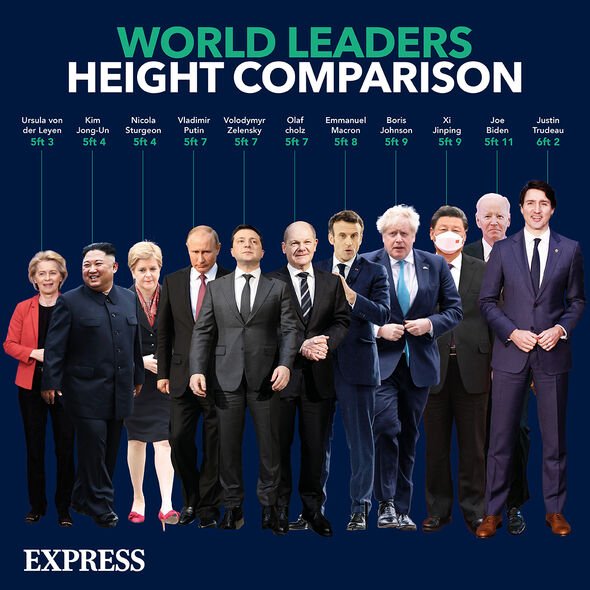 WORLD LEADERS
HEIGHT COMPARISON
Ursula von
der Leyen
5ft 3
Kim
Jong-Un
5ft 4
Nicola
Sturgeon
5ft 4
Vladimir
Putin
5ft 7
Volodymyr
Zelensky
5ft 7
Olaf
cholz
5ft 7
Emmanuel
Macron
5ft 8
Boris
Johnson
5ft 9
Xi
Jinping
5ft 9
Joe
Biden
5ft 11
Justin
Trudeau
6ft 2
EXPRESS